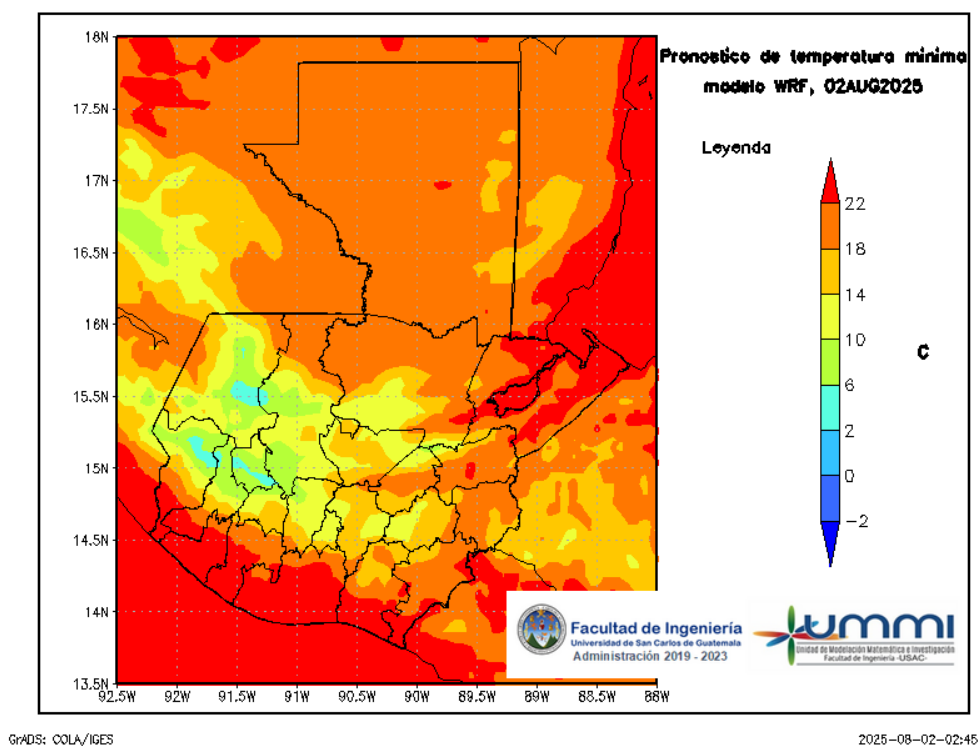 Pronostico de temperatura minima
modelo WRF, 02AUG2025
Leyenda
22
18
14
10
6
2
0
-2
C
18N
17.5N
17N
16.5N
16N
15.5N
15N
14.5N
14N
13.5N
92.5W
92W
91.5W
91W
90.5W
90W
89.5W
89W
88.5W
88W
Facultad de Ingeniería
Universidad de San Carlos de Guatemala
Administración 2019 - 2023
ummi
Unidad de Modelación Matemática e Investigación
Facultad de Ingeniería -USAC-
GrADS: COLA/IGES
2025-08-02-02:45